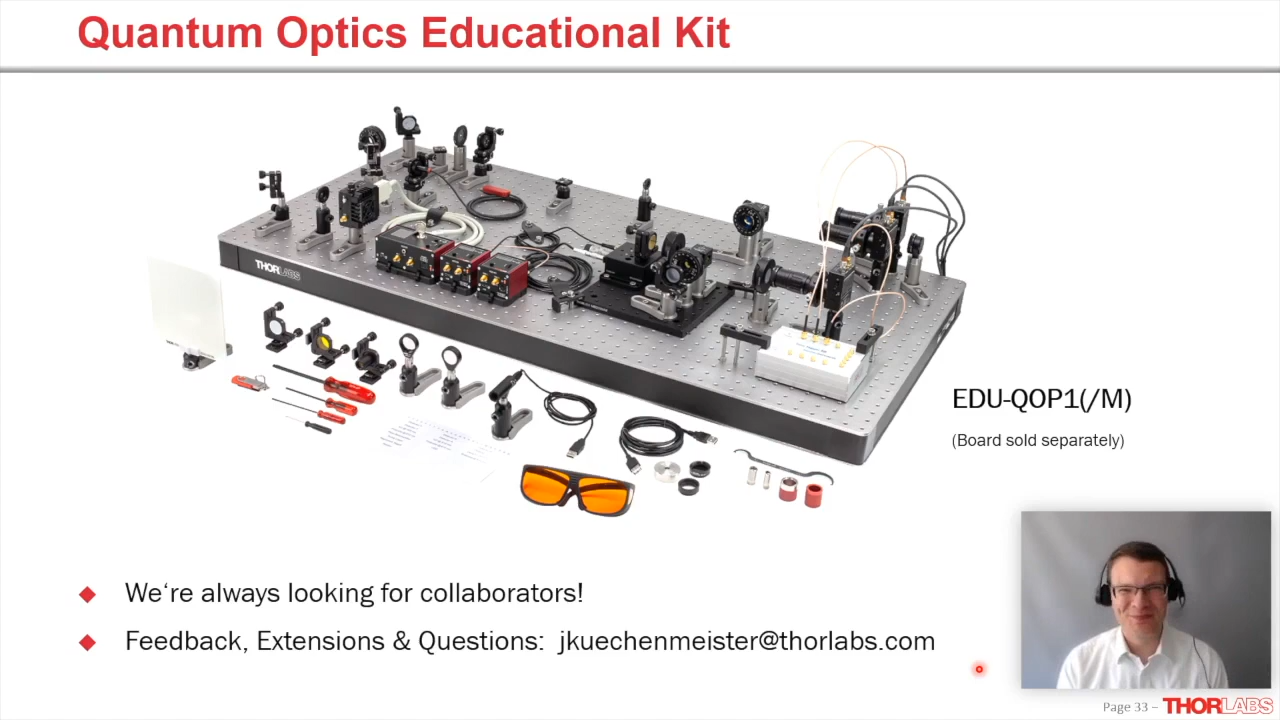 Quantum Optics Educational Kit
THORLABS
EDU-QOP1(/M)
(Board sold separately)
We're always looking for collaborators!
Feedback, Extensions & Questions: jkuechenmeister@thorlabs.com
Page 33 – THORLABS